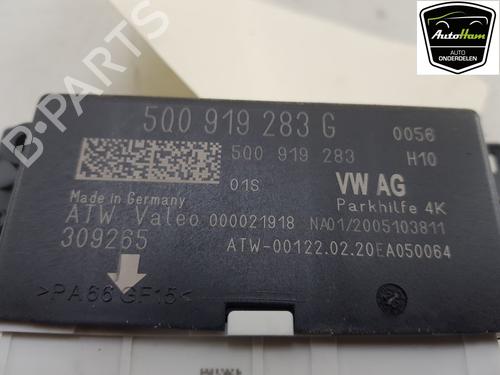 AutoHam
AUTO
ONDERDELEN
B-PARTS
5Q0 919 283 G
0056
5Q0 919 283
H10
01S
VW AG
Made in Germany
Parkhilfe 4K
ATW Valeo 000021918 NA01/2005103811
309265
ATW-00122.02.20EA050064
>PA66 GF15<